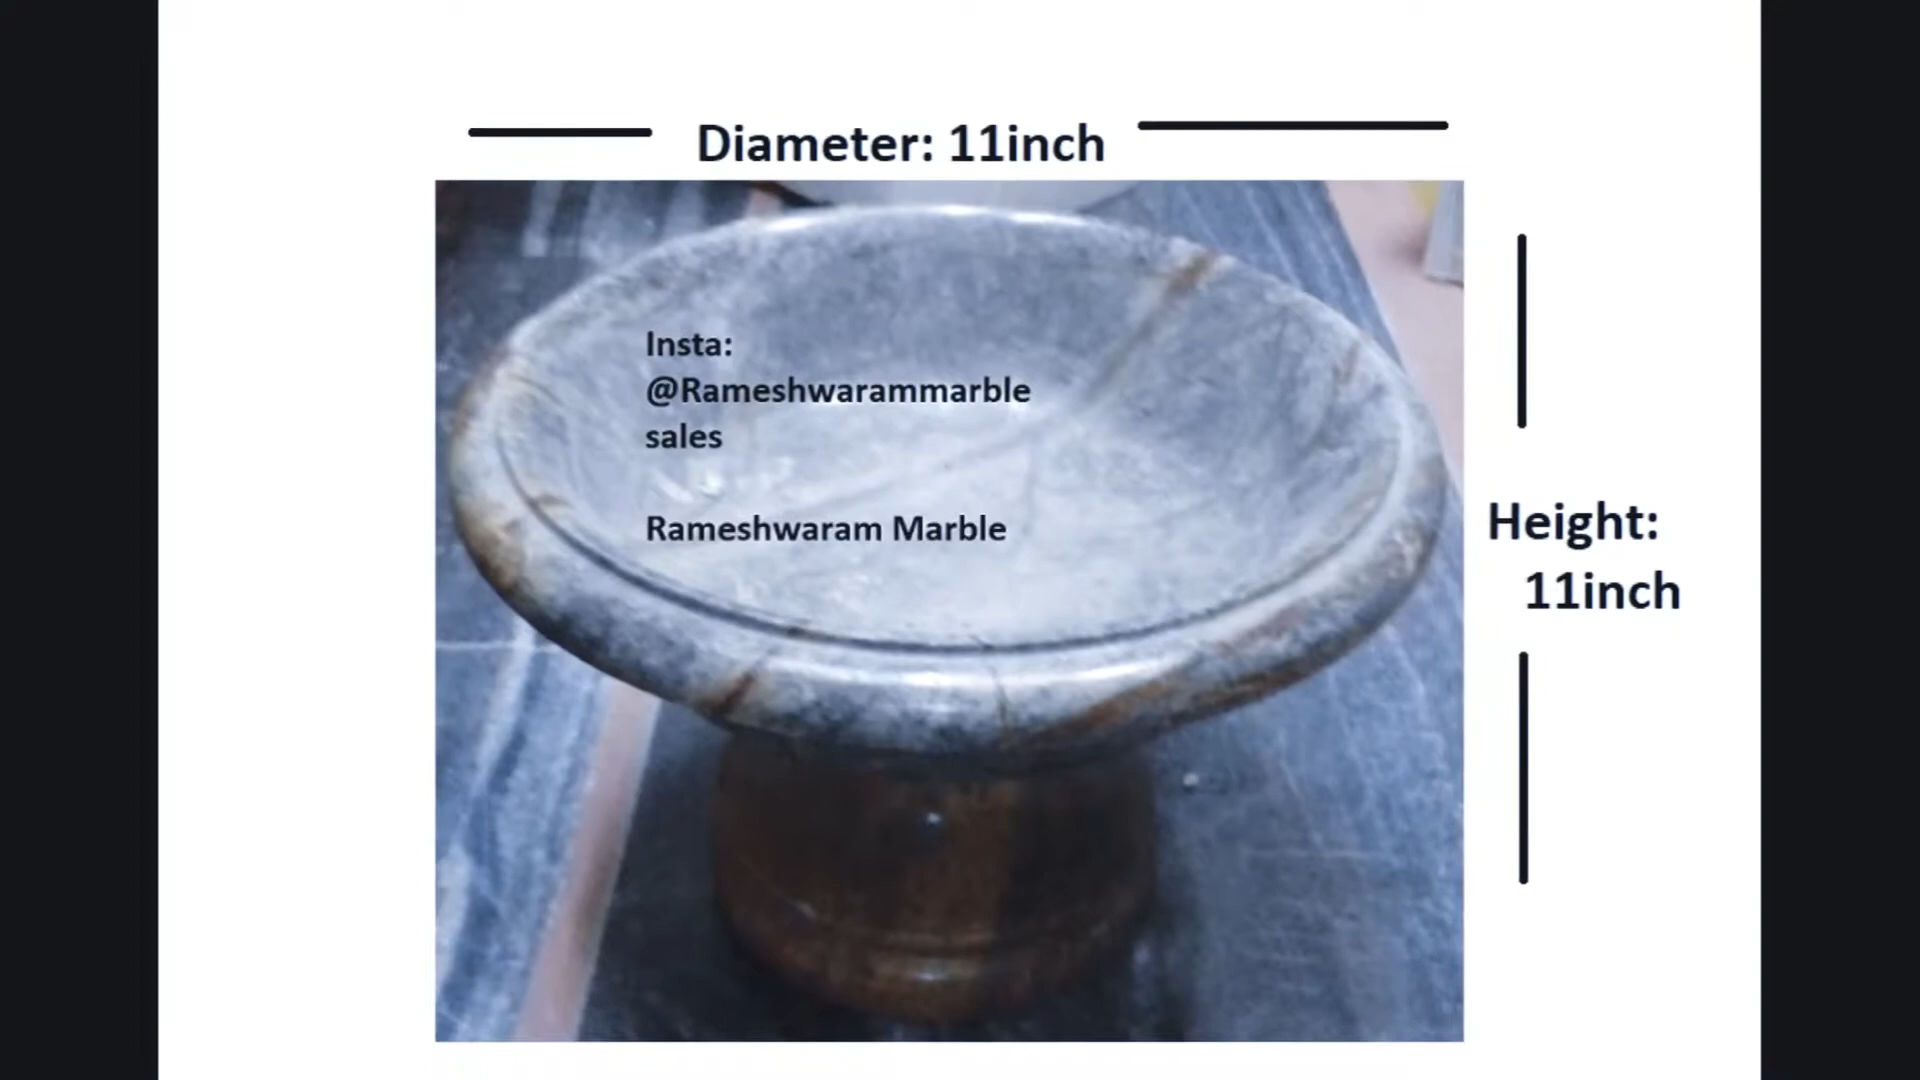 Diameter: 11inch
Insta:
@Rameshwarammarble
sales
Rameshwaram Marble
Height:
11inch